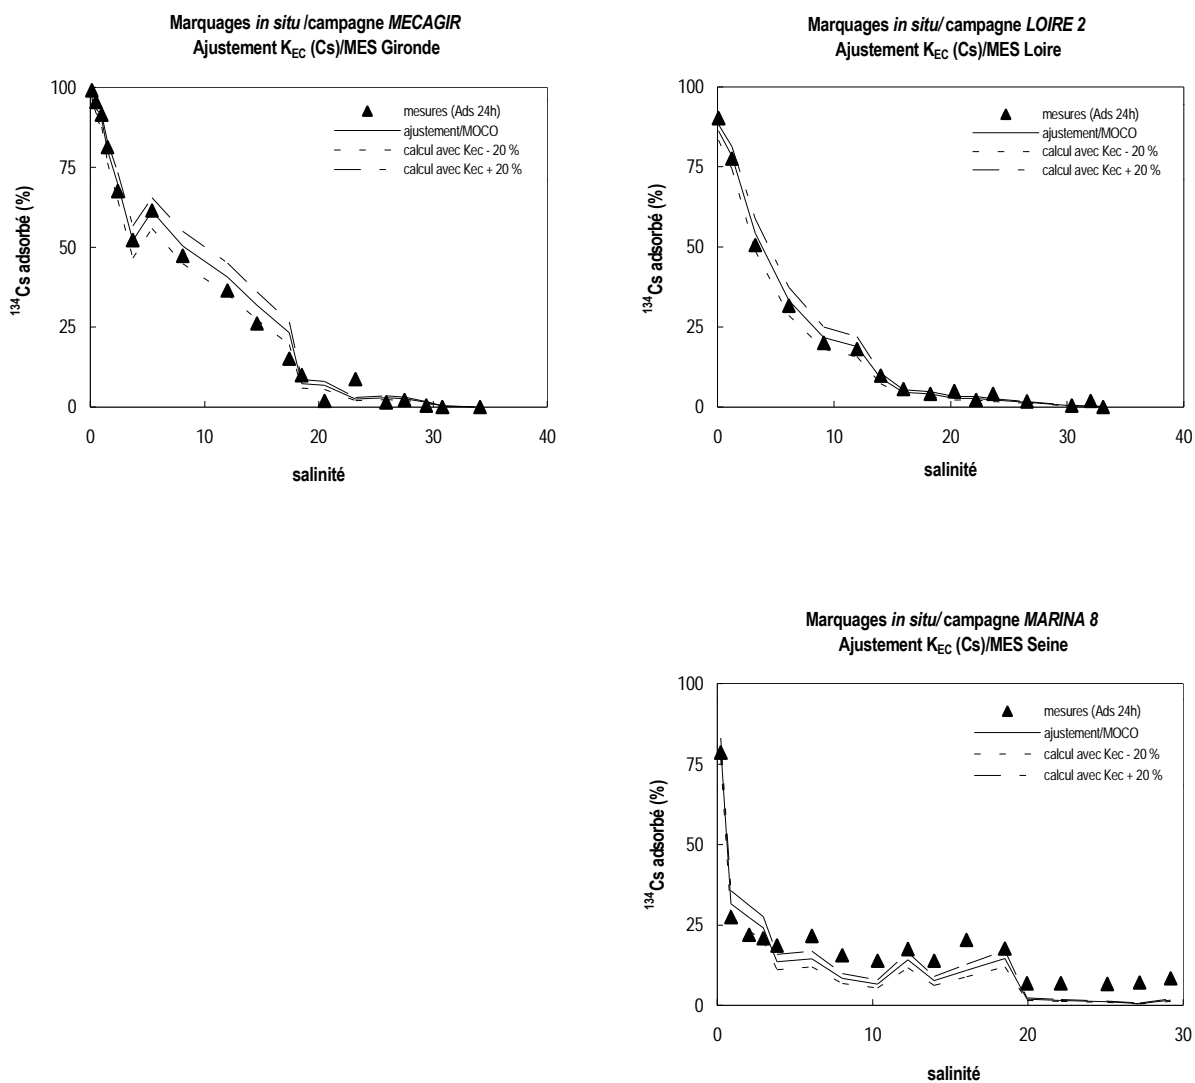 Marquages in situ /campagne MECAGIR
Ajustement KEC (Cs)/MES Gironde
100
75
50
25
0
134Cs adsorbé (%)
mesures (Ads 24h)
ajustement/MOCO
calcul avec Kec - 20 %
calcul avec Kec + 20 %
0 10 20 30 40
salinité
Marquages in situ/ campagne LOIRE 2
Ajustement KEC (Cs)/MES Loire
100
75
50
25
0
134Cs adsorbé (%)
mesures (Ads 24h)
ajustement/MOCO
calcul avec Kec - 20 %
calcul avec Kec + 20 %
0 10 20 30 40
salinité
Marquages in situ/ campagne MARINA 8
Ajustement KEC (Cs)/MES Seine
100
75
50
25
0
134Cs adsorbé (%)
mesures (Ads 24h)
ajustement/MOCO
calcul avec Kec - 20 %
calcul avec Kec + 20 %
0 10 20 30
salinité